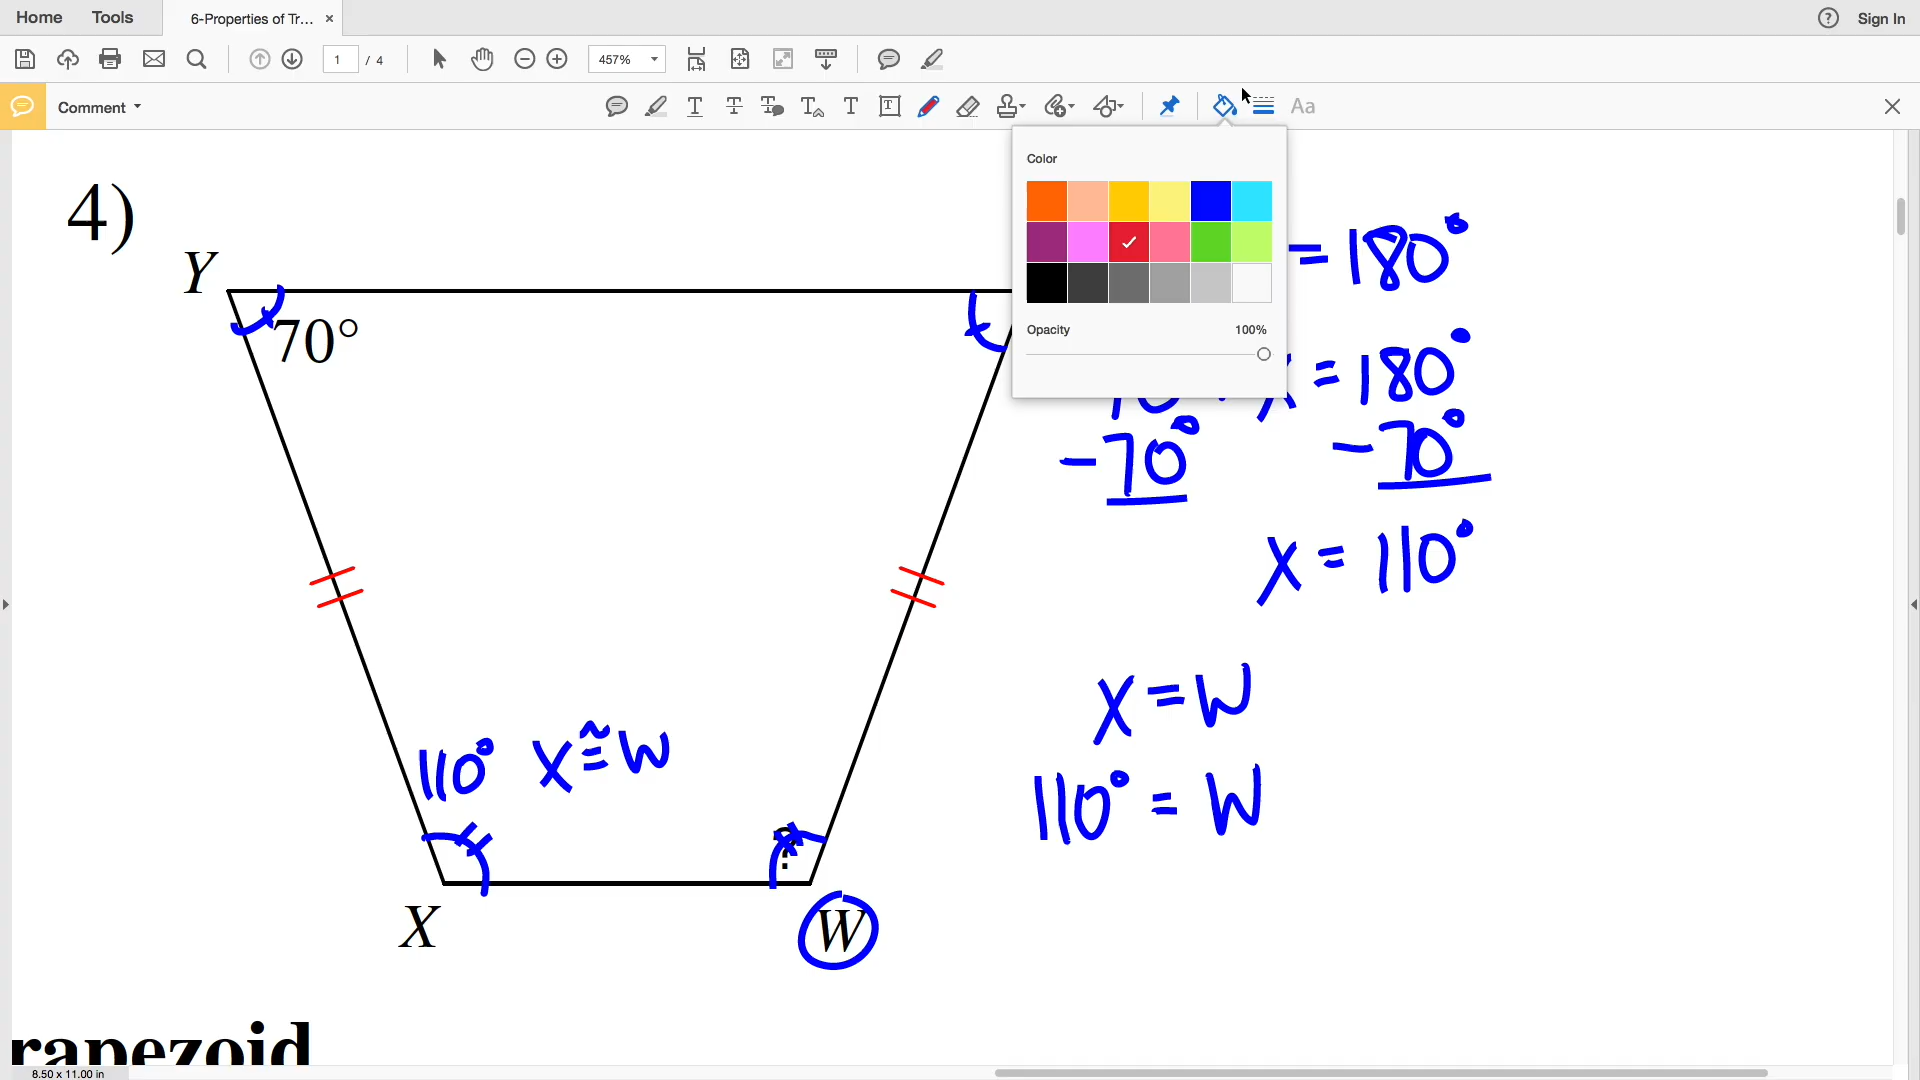 Home Tools 6-Properties of Tr... × ? Sign In
1 / 4 457%
Comment Aa
4)
Color
Y
= 180°
70°
Opacity 100%
= 180°
-70° -70°
X = 110°
X = W
110° X ≅ W
110° = W
?
X W
rapezoid
8.50 x 11.00 in